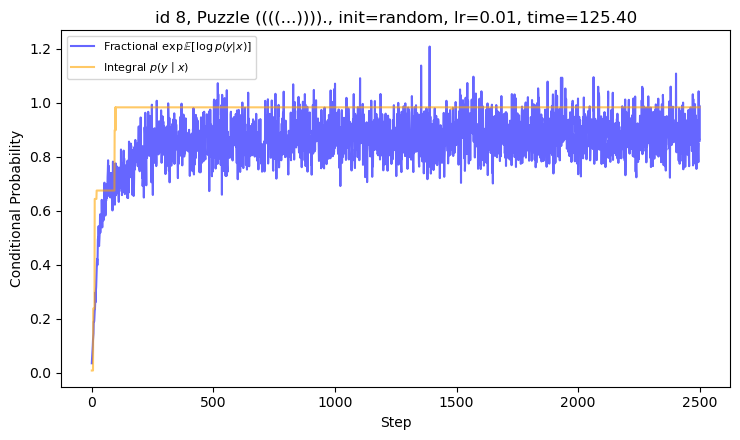 id 8, Puzzle ((((...))))., init=random, lr=0.01, time=125.40
Fractional exp 𝔼[log p(y|x)]
Integral p(y | x)
Conditional Probability
1.2
1.0
0.8
0.6
0.4
0.2
0.0
0 500 1000 1500 2000 2500
Step